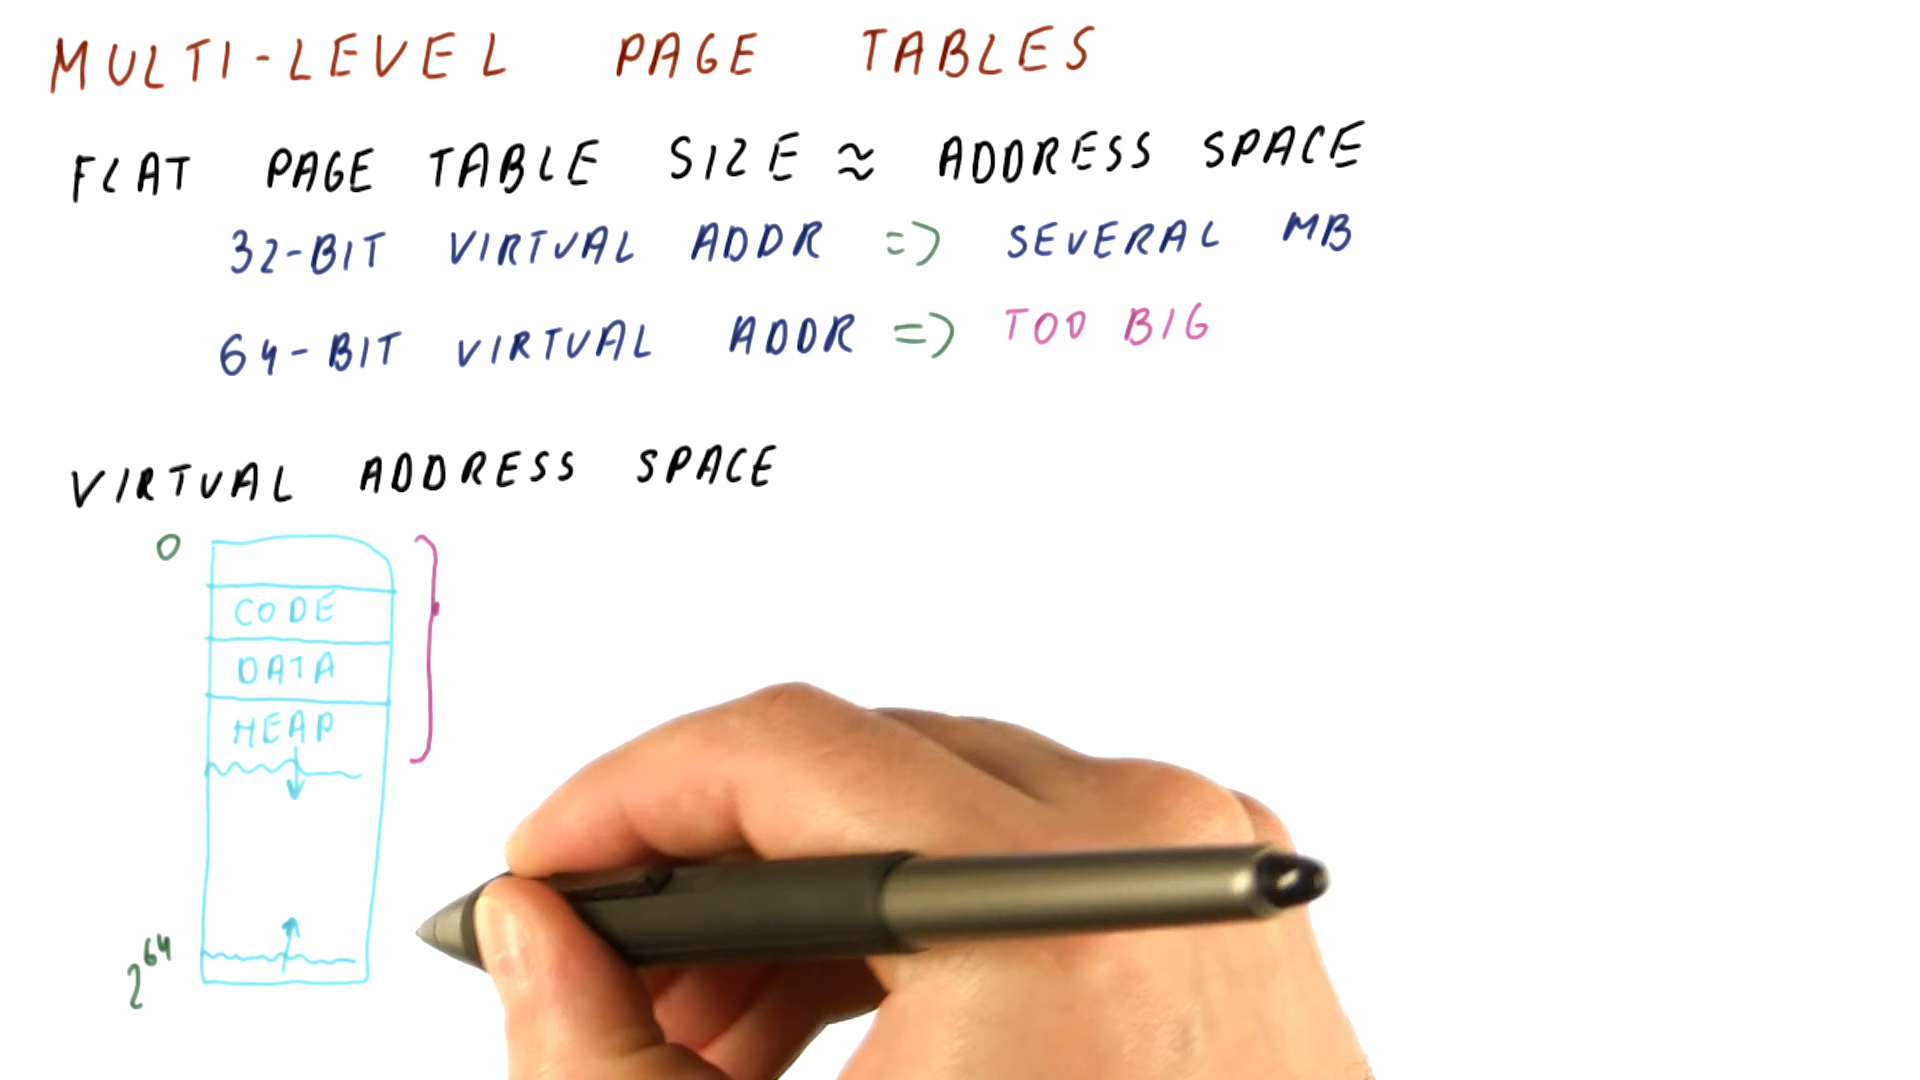 MULTI-LEVEL PAGE TABLES
FLAT PAGE TABLE SIZE ≈ ADDRESS SPACE
32-BIT VIRTUAL ADDR => SEVERAL MB
64-BIT VIRTUAL ADDR => TOO BIG
VIRTUAL ADDRESS SPACE
0
CODE
DATA
HEAP
2^64